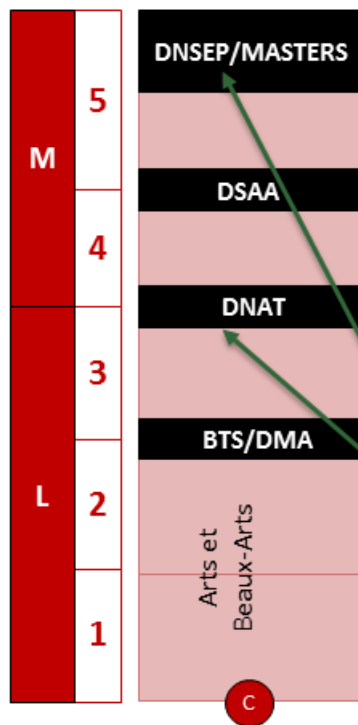 DNSEP/MASTERS
5
M
DSAA
4
DNAT
3
BTS/DMA
L
2
Arts et
Beaux-Arts
1
C